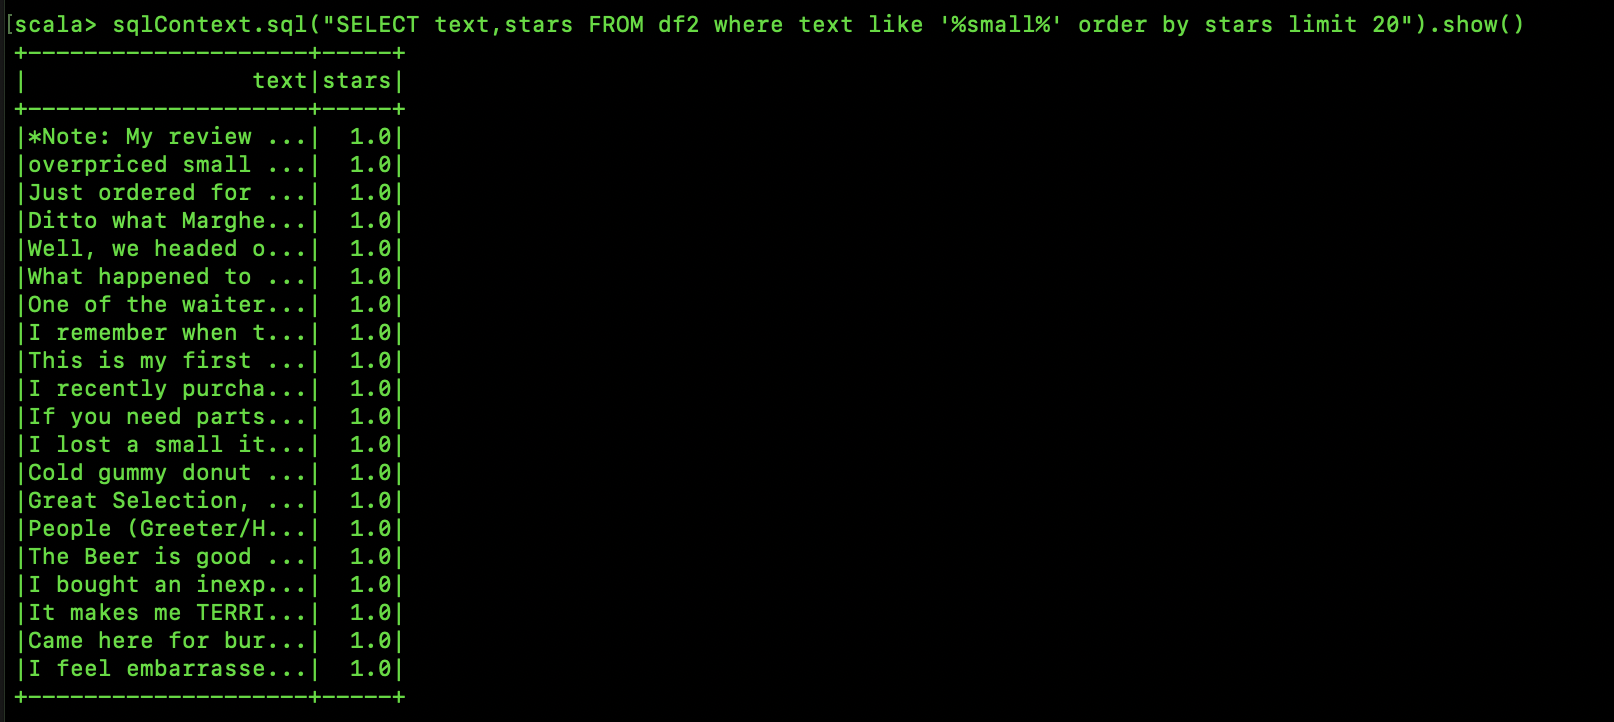 [scala> sqlContext.sql("SELECT text,stars FROM df2 where text like '%small%' order by stars limit 20").show()
+--------------------+-----+
|                text|stars|
+--------------------+-----+
|*Note: My review ...|  1.0|
|overpriced small ...|  1.0|
|Just ordered for ...|  1.0|
|Ditto what Marghe...|  1.0|
|Well, we headed o...|  1.0|
|What happened to ...|  1.0|
|One of the waiter...|  1.0|
|I remember when t...|  1.0|
|This is my first ...|  1.0|
|I recently purcha...|  1.0|
|If you need parts...|  1.0|
|I lost a small it...|  1.0|
|Cold gummy donut ...|  1.0|
|Great Selection, ...|  1.0|
|People (Greeter/H...|  1.0|
|The Beer is good ...|  1.0|
|I bought an inexp...|  1.0|
|It makes me TERRI...|  1.0|
|Came here for bur...|  1.0|
|I feel embarrasse...|  1.0|
+--------------------+-----+